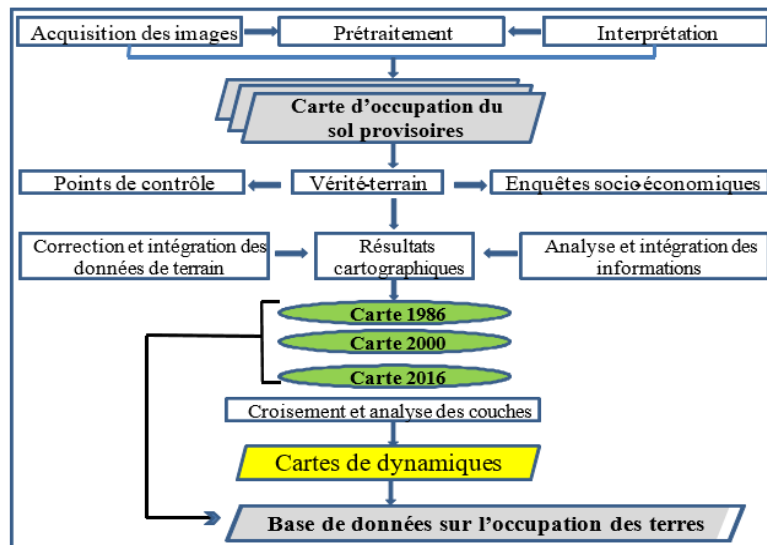 Acquisition des images
Prétraitement
Interprétation
Carte d'occupation du
sol provisoires
Points de contrôle
Vérité-terrain
Enquêtes socio-économiques
Correction et intégration des
données de terrain
Résultats
cartographiques
Analyse et intégration des
informations
Carte 1986
Carte 2000
Carte 2016
Croisement et analyse des couches
Cartes de dynamiques
Base de données sur l'occupation des terres